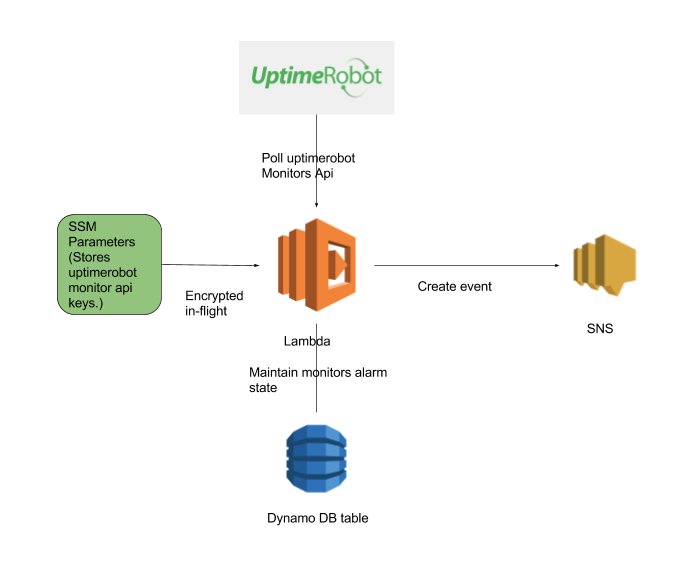 UptimeRobot
Poll uptimerobot
Monitors Api
SSM
Parameters
(Stores
uptimerobot
monitor api
keys.)
Encrypted
in-flight
Lambda
Create event
SNS
Maintain monitors alarm
state
Dynamo DB table